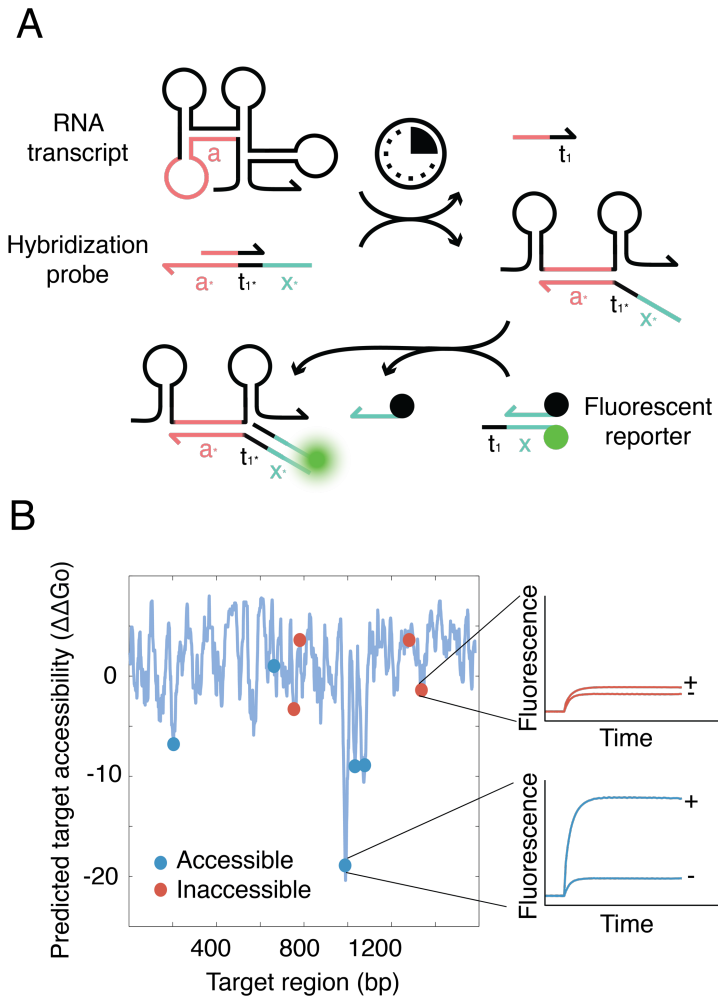 A
RNA
transcript
a
t1
Hybridization
probe
a* t1* x*
a*
t1*
x*
a*
t1*
x*
t1 x
Fluorescent
reporter
B
Predicted target accessibility (ΔΔGo)
0
-10
-20
Accessible
Inaccessible
400 800 1200
Target region (bp)
Fluorescence
+
-
Time
Fluorescence
+
-
Time